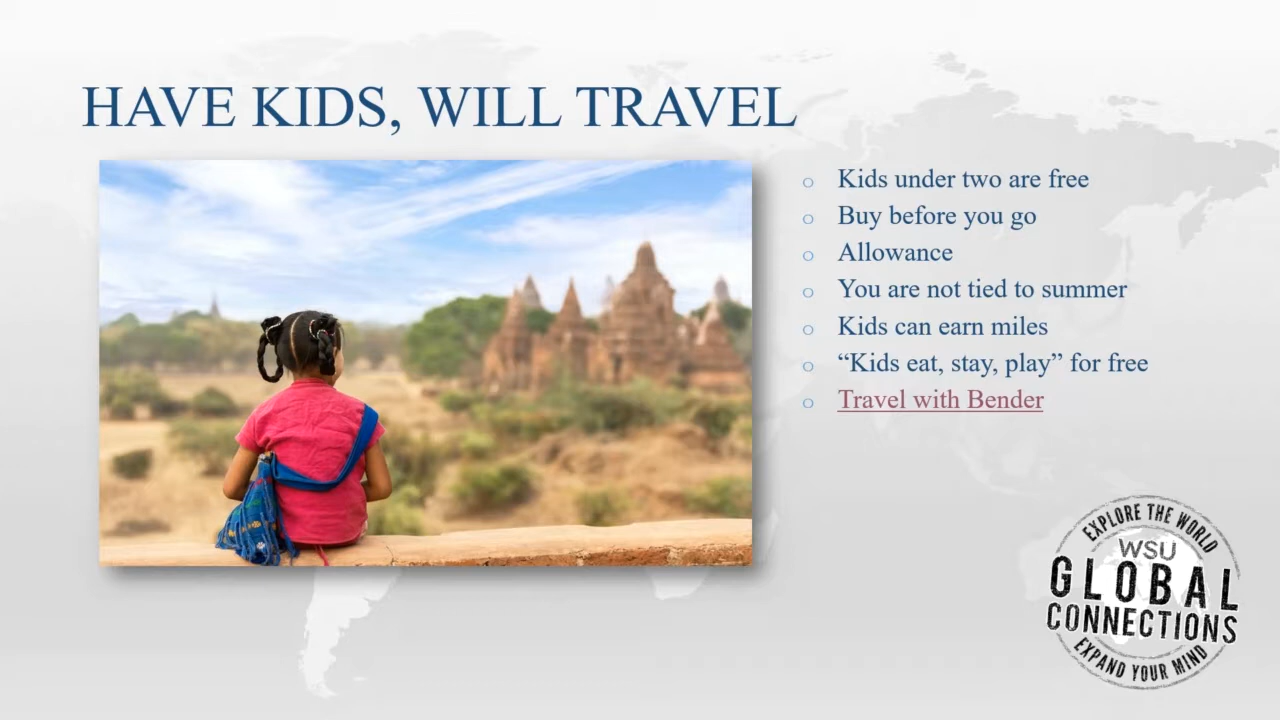 HAVE KIDS, WILL TRAVEL
Kids under two are free
Buy before you go
Allowance
You are not tied to summer
Kids can earn miles
“Kids eat, stay, play” for free
Travel with Bender
EXPLORE THE WORLD
WSU
GLOBAL
CONNECTIONS
EXPAND YOUR MIND